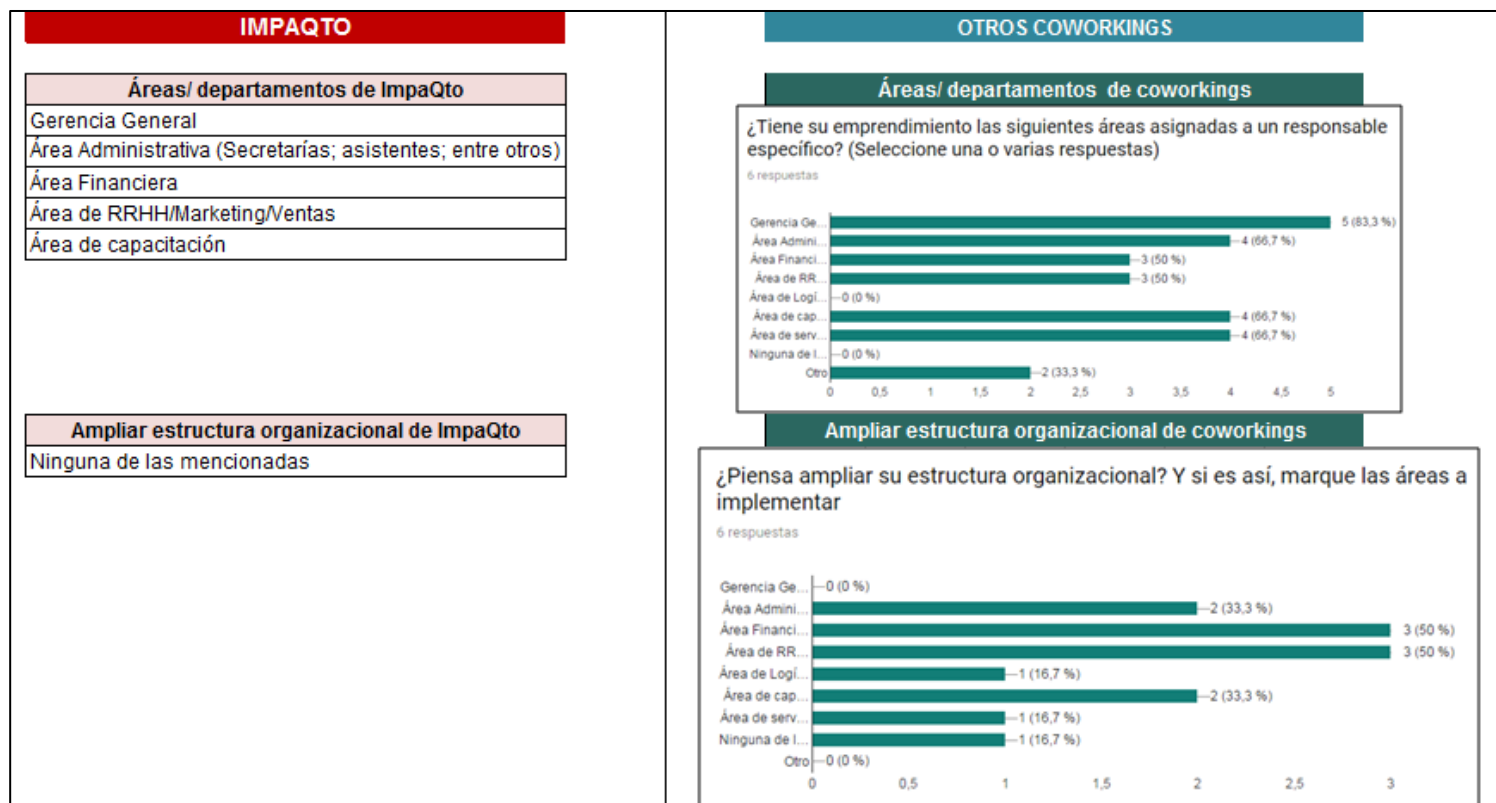 IMPAQTO
Áreas/ departamentos de ImpaQto
Gerencia General
Área Administrativa (Secretarías; asistentes; entre otros)
Área Financiera
Área de RRHH/Marketing/Ventas
Área de capacitación
Ampliar estructura organizacional de ImpaQto
Ninguna de las mencionadas
OTROS COWORKINGS
Áreas/ departamentos de coworkings
¿Tiene su emprendimiento las siguientes áreas asignadas a un responsable
específico? (Seleccione una o varias respuestas)
6 respuestas
Gerencia Ge... 5 (83,3 %)
Área Admini... 4 (66,7 %)
Área Financi... 3 (50 %)
Área de RR... 3 (50 %)
Área de Logí... 0 (0 %)
Área de cap... 4 (66,7 %)
Área de serv... 4 (66,7 %)
Ninguna de l... 0 (0 %)
Otro 2 (33,3 %)
0 0,5 1 1,5 2 2,5 3 3,5 4 4,5 5
Ampliar estructura organizacional de coworkings
¿Piensa ampliar su estructura organizacional? Y si es así, marque las áreas a
implementar
6 respuestas
Gerencia Ge... 0 (0 %)
Área Admini... 2 (33,3 %)
Área Financi... 3 (50 %)
Área de RR... 3 (50 %)
Área de Logí... 1 (16,7 %)
Área de cap... 2 (33,3 %)
Área de serv... 1 (16,7 %)
Ninguna de l... 1 (16,7 %)
Otro 0 (0 %)
0 0,5 1 1,5 2 2,5 3